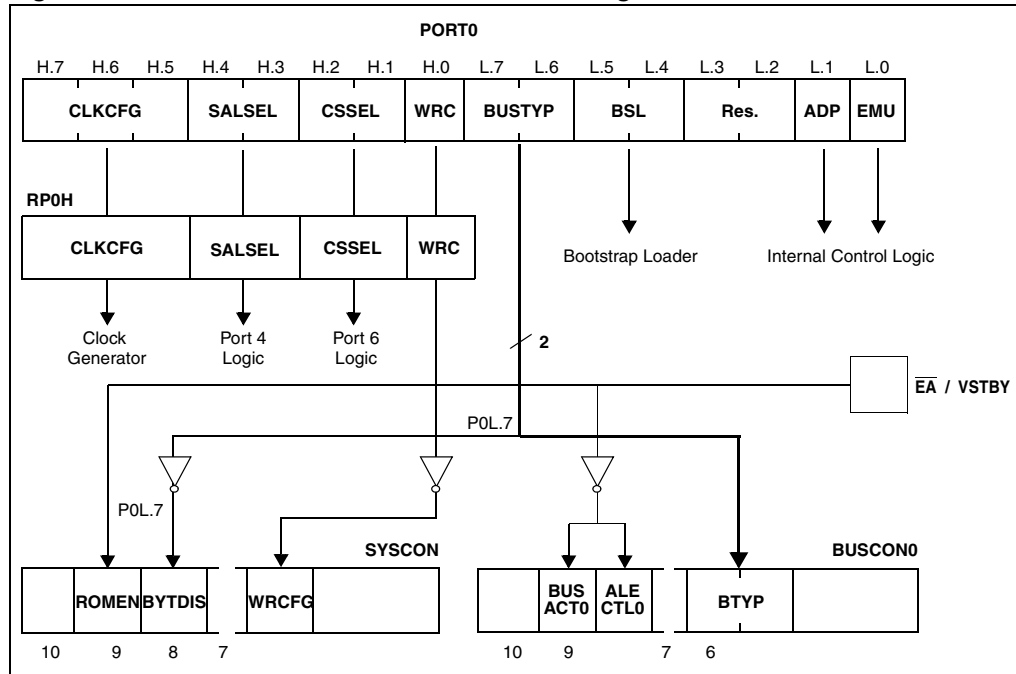 PORT0
H.7 H.6 H.5 H.4 H.3 H.2 H.1 H.0 L.7 L.6 L.5 L.4 L.3 L.2 L.1 L.0
CLKCFG SALSEL CSSEL WRC BUSTYP BSL Res. ADP EMU
RP0H
CLKCFG SALSEL CSSEL WRC
Bootstrap Loader Internal Control Logic
Clock Generator
Port 4 Logic
Port 6 Logic
2
EA / VSTBY
P0L.7
P0L.7
SYSCON BUSCON0
ROMEN BYTDIS WRCFG
BUS ACT0
ALE CTL0
BTYP
10 9 8 7 10 9 7 6